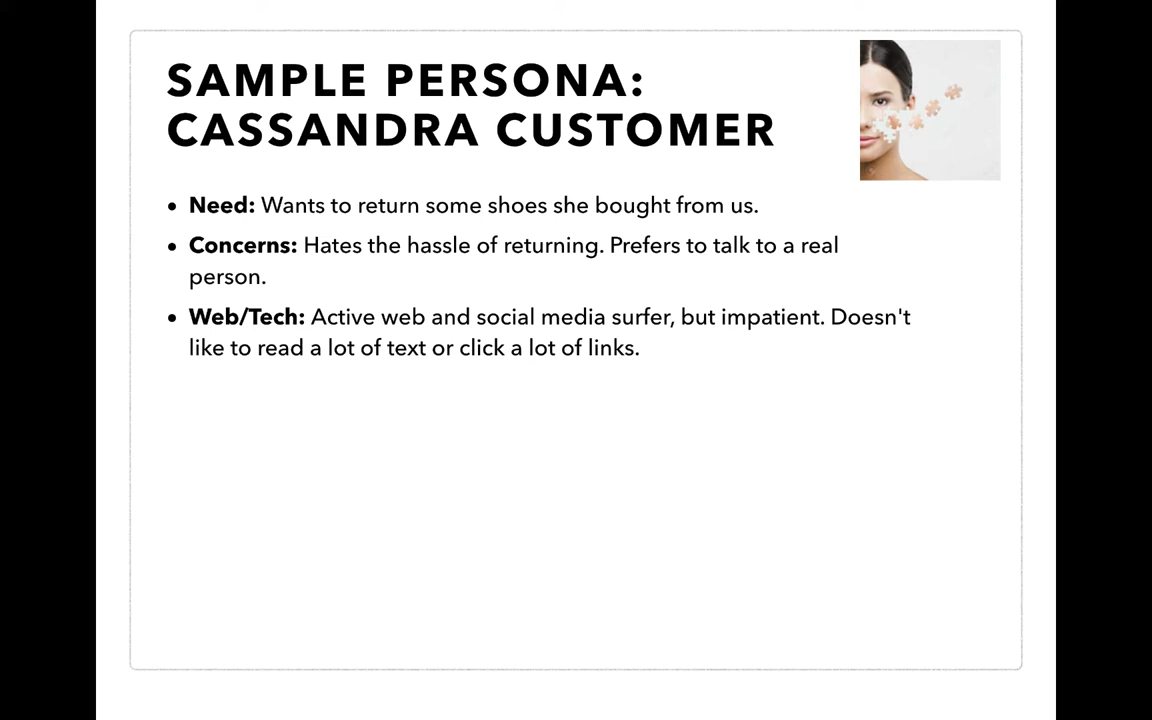 SAMPLE PERSONA:
CASSANDRA CUSTOMER
• Need: Wants to return some shoes she bought from us.
• Concerns: Hates the hassle of returning. Prefers to talk to a real
person.
• Web/Tech: Active web and social media surfer, but impatient. Doesn't
like to read a lot of text or click a lot of links.